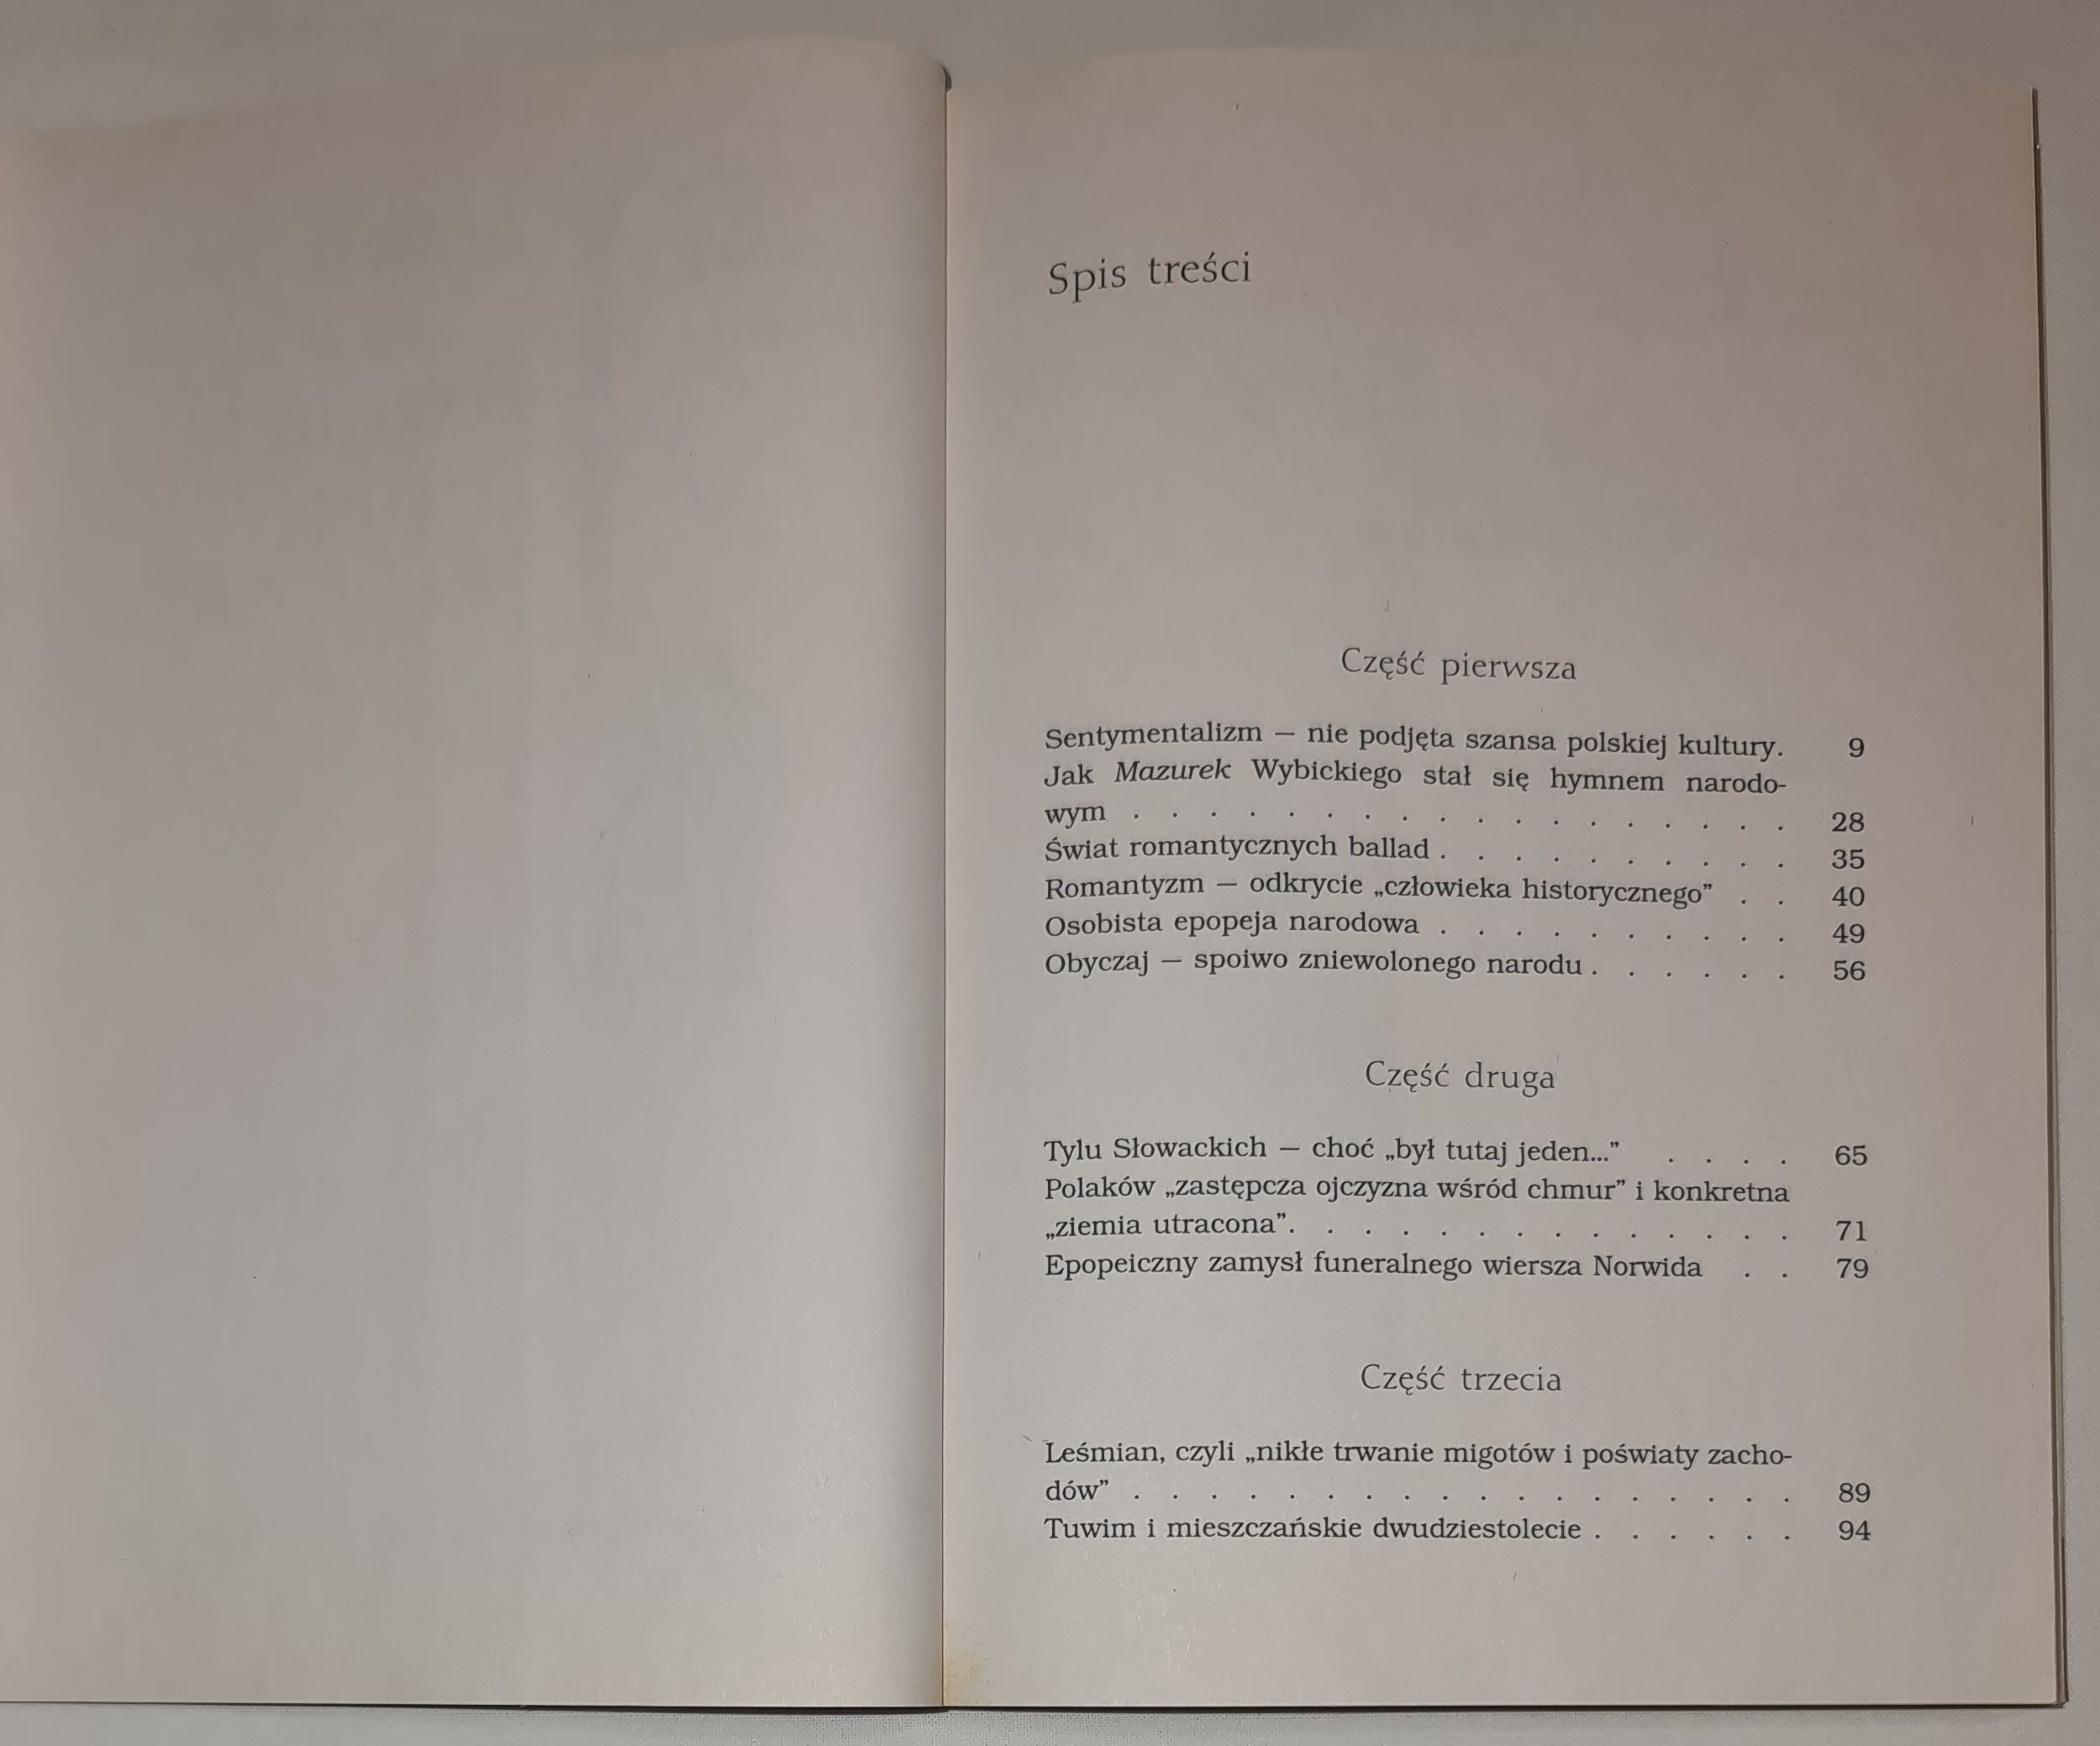 Spis treści
Część pierwsza
Sentymentalizm — nie podjęta szansa polskiej kultury. 9
Jak Mazurek Wybickiego stał się hymnem narodo-
wym . . . . . . . . . . . . . . . . . . 28
Świat romantycznych ballad . . . . . . . . . . 35
Romantyzm — odkrycie „człowieka historycznego” . . 40
Osobista epopeja narodowa . . . . . . . . . . 49
Obyczaj — spoiwo zniewolonego narodu . . . . . . 56
Część druga
Tylu Słowackich — choć „był tutaj jeden...” . . . . 65
Polaków „zastępcza ojczyzna wśród chmur” i konkretna
„ziemia utracona”. . . . . . . . . . . . . . 71
Epopeiczny zamysł funeralnego wiersza Norwida . . 79
Część trzecia
Leśmian, czyli „nikłe trwanie migotów i poświaty zacho-
dów” . . . . . . . . . . . . . . . . . . 89
Tuwim i mieszczańskie dwudziestolecie . . . . . . 94